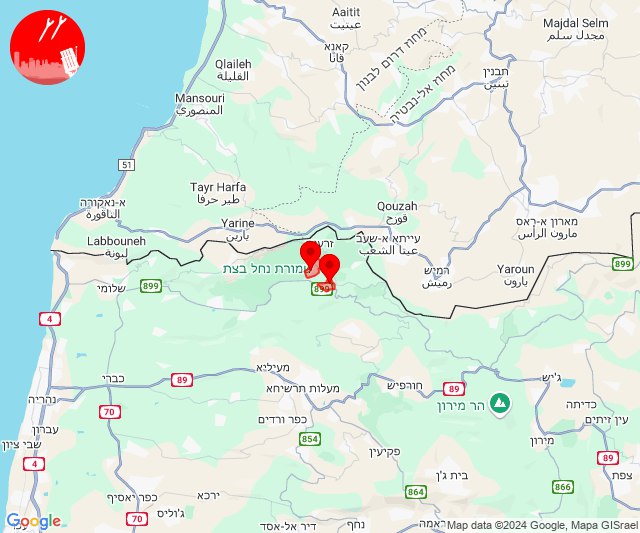 Aaitit
عيتيت
Majdal Selm
مجدل سلم
מחוז דרום לבנון
קאנא
قانا
Qlaileh
القليلة
מחוז אל-נבטיה
תבנין
تبنين
Mansouri
المنصوري
51
Tayr Harfa
طير حرفا
א-נאקורה
الناقورة
Qouzah
قوزح
Yarine
يارين
מארון א-ראס
مارون الرأس
Labbouneh
لبونة
זרעי
עייתא א-שעב
عيتا الشعب
שמורת נחל בצת
רמיש
رميش
Yaroun
يارون
899
899
שלומי
899
4
מעיליא
ג'יש
כברי
89
מעלות תרשיחא
חורפיש
89
נהריה
70
הר מירון
כדיתה
כפר ורדים
עין זיתים
עברון
854
מירון
שבי ציון
פקיעין
89
צפת
4
בית ג'ן
ירכא
864
866
כפר יאסיף
ג'וליס
70
דיר אל-אסד
נחף
ראמה
עכו
Google
Map data ©2024 Google, Mapa GISrael